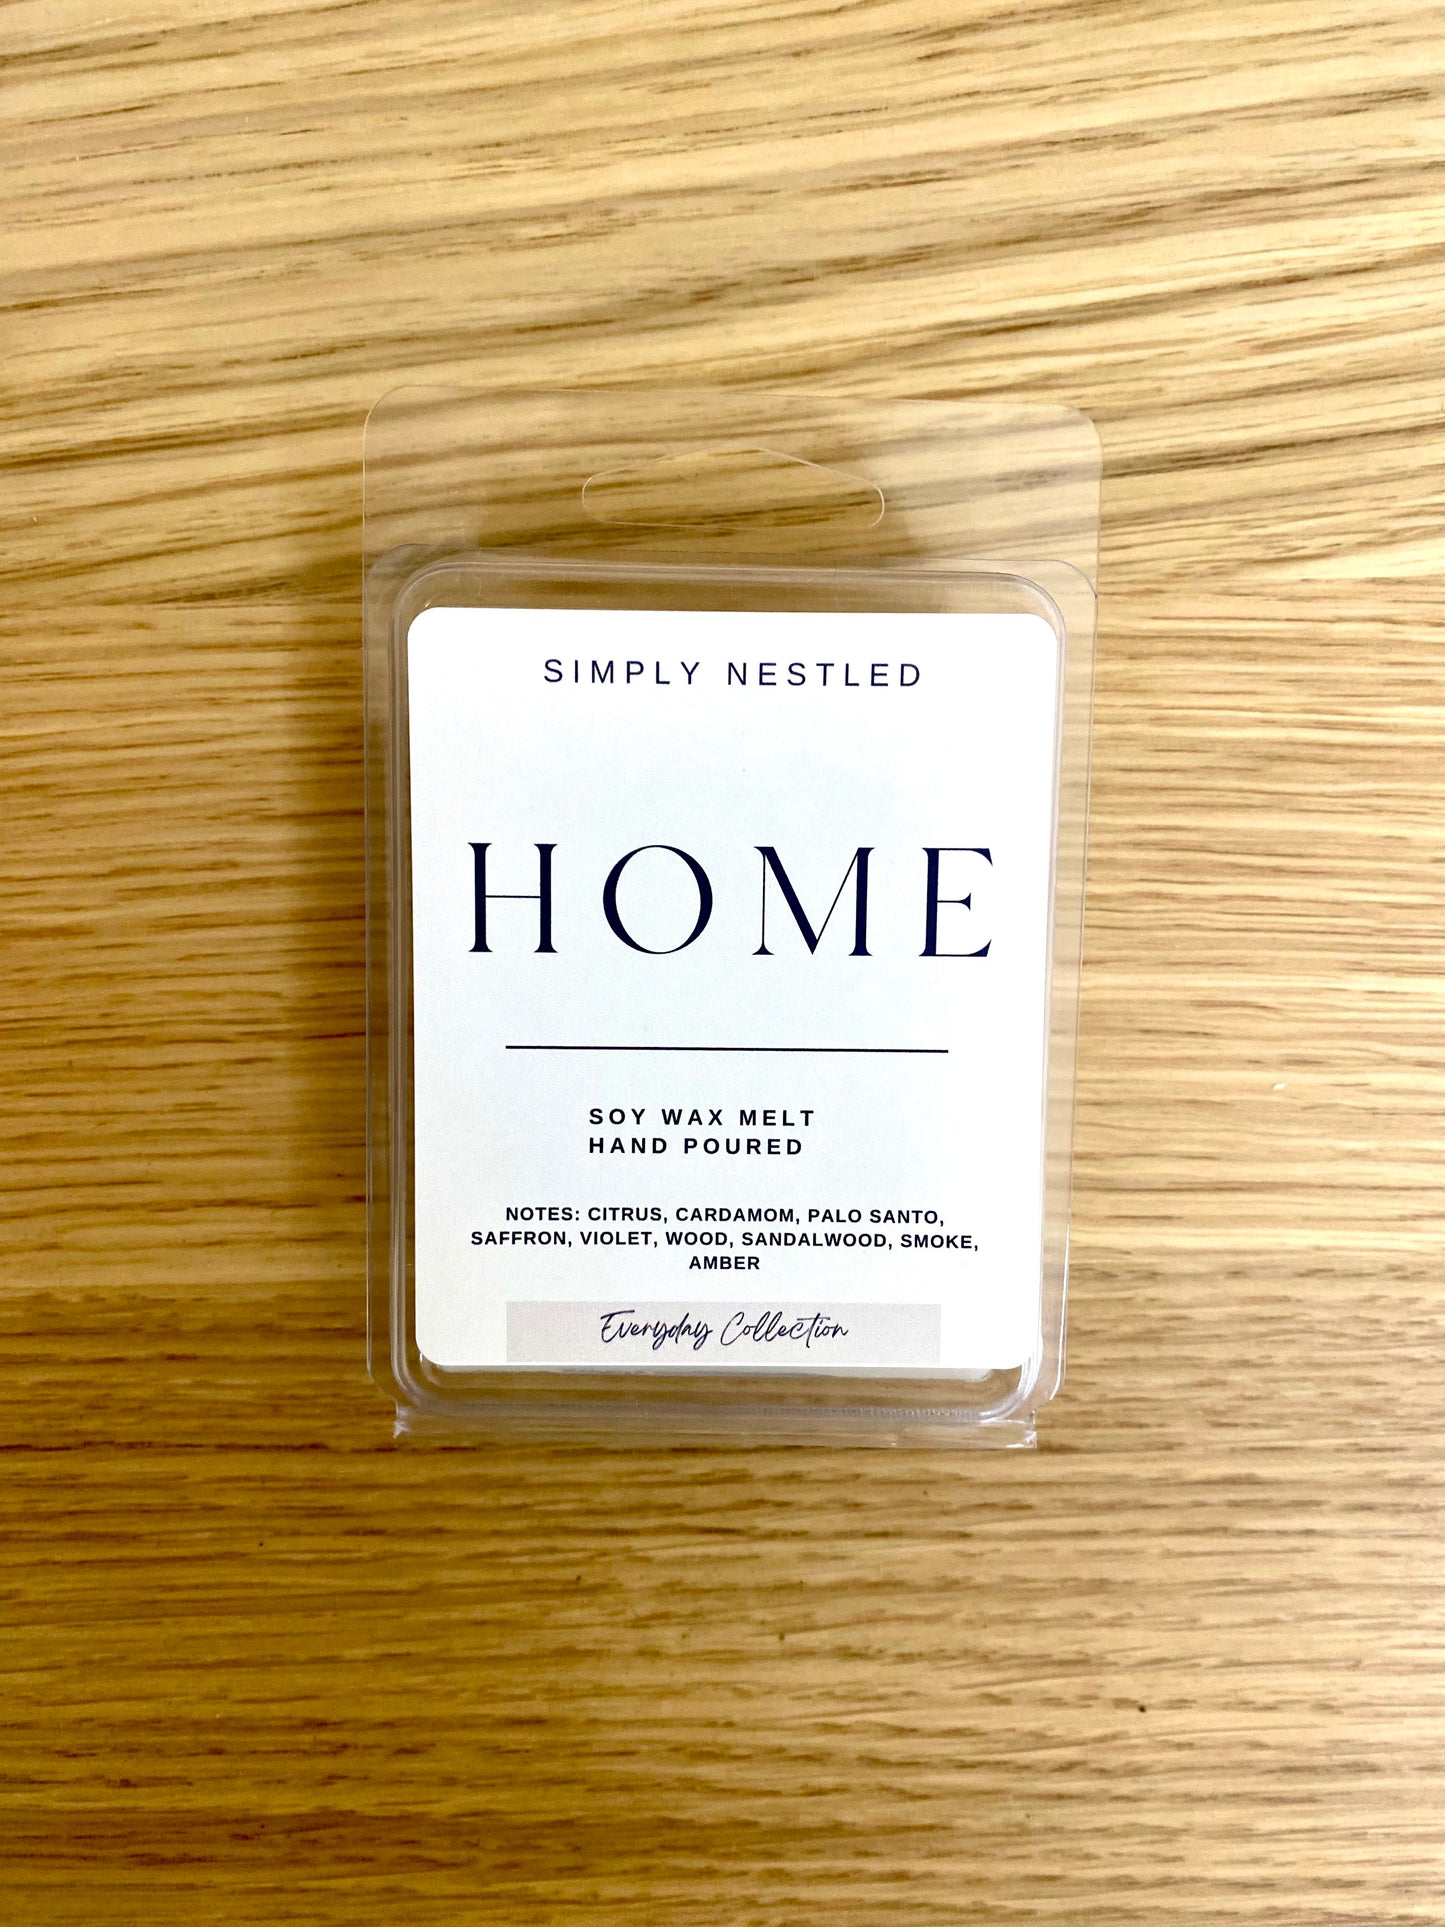 SIMPLY NESTLED
HOME
SOY WAX MELT
HAND POURED
NOTES: CITRUS, CARDAMOM, PALO SANTO,
SAFFRON, VIOLET, WOOD, SANDALWOOD, SMOKE,
AMBER
Everyday Collection